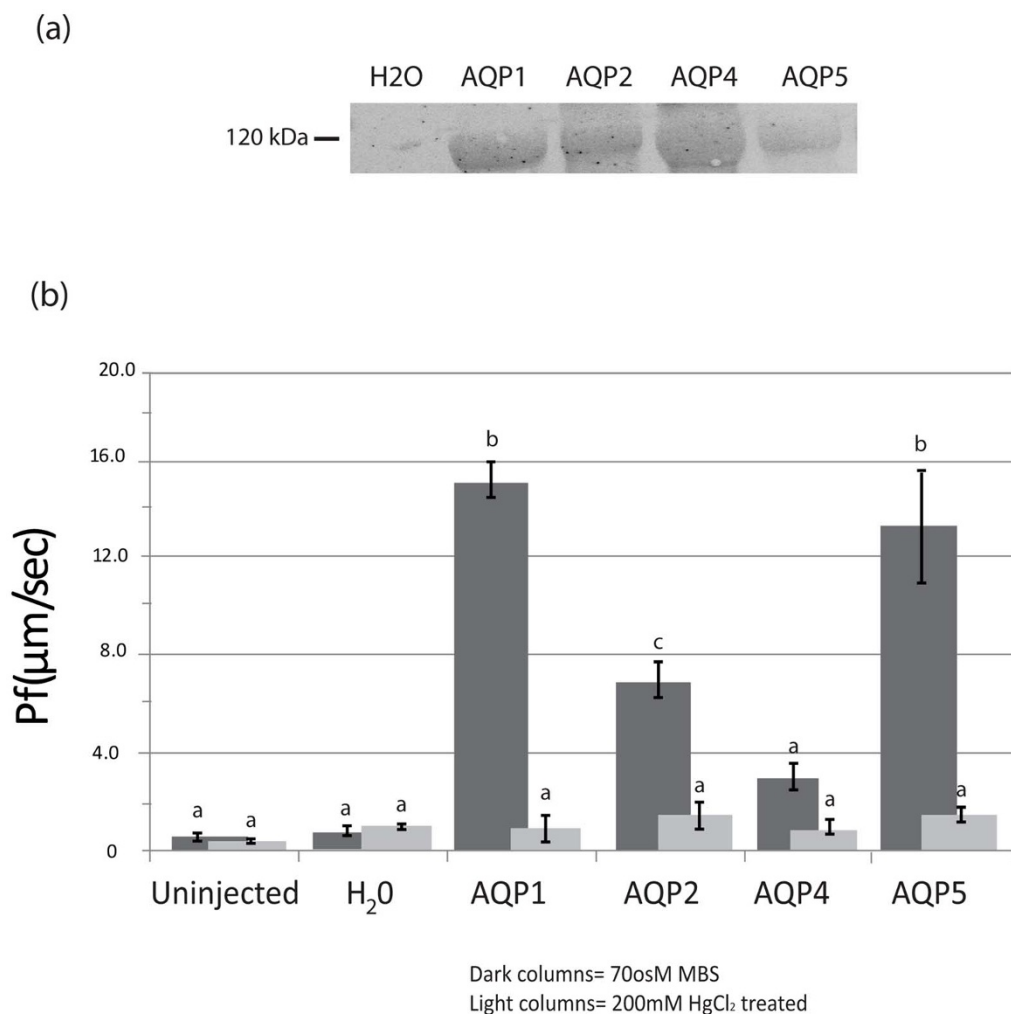 (a)
H2O AQP1 AQP2 AQP4 AQP5
120 kDa
(b)
Pf(μm/sec)
20.0
16.0
12.0
8.0
4.0
0
b
b
c
a
a
a
a
a
a
a
a
a
Uninjected H₂0 AQP1 AQP2 AQP4 AQP5
Dark columns= 70osM MBS
Light columns= 200mM HgCl₂ treated